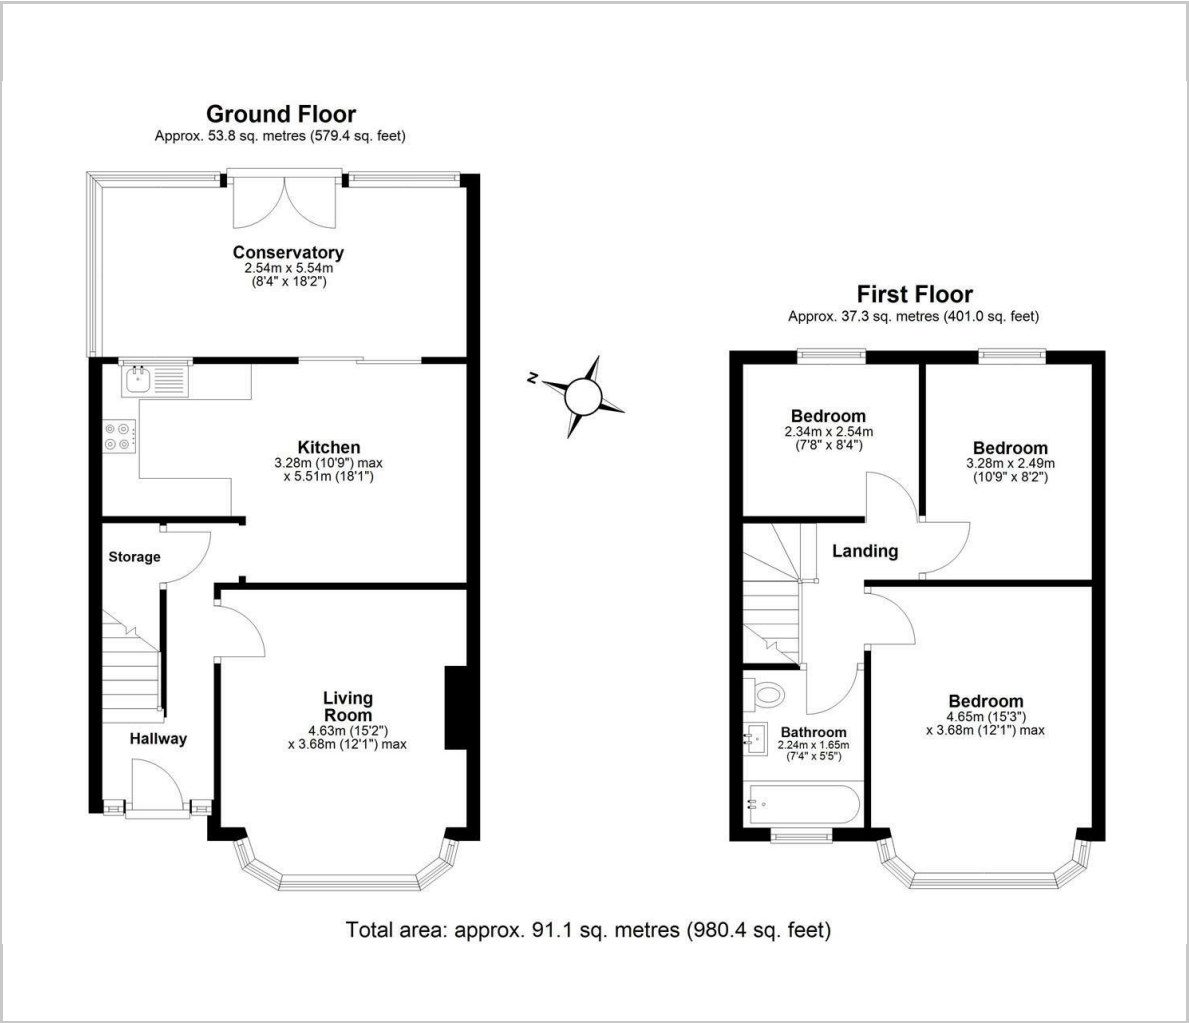 Ground Floor
Approx. 53.8 sq. metres (579.4 sq. feet)
Conservatory
2.54m x 5.54m
(8'4" x 18'2")
First Floor
Approx. 37.3 sq. metres (401.0 sq. feet)
N
Kitchen
3.28m (10'9") max
x 5.51m (18'1")
Bedroom
2.34m x 2.54m
(7'8" x 8'4")
Bedroom
3.28m x 2.49m
(10'9" x 8'2")
Storage
Landing
Living
Room
4.63m (15'2")
x 3.68m (12'1") max
Hallway
Bedroom
4.65m (15'3")
x 3.68m (12'1") max
Bathroom
2.24m x 1.65m
(7'4" x 5'5")
Total area: approx. 91.1 sq. metres (980.4 sq. feet)